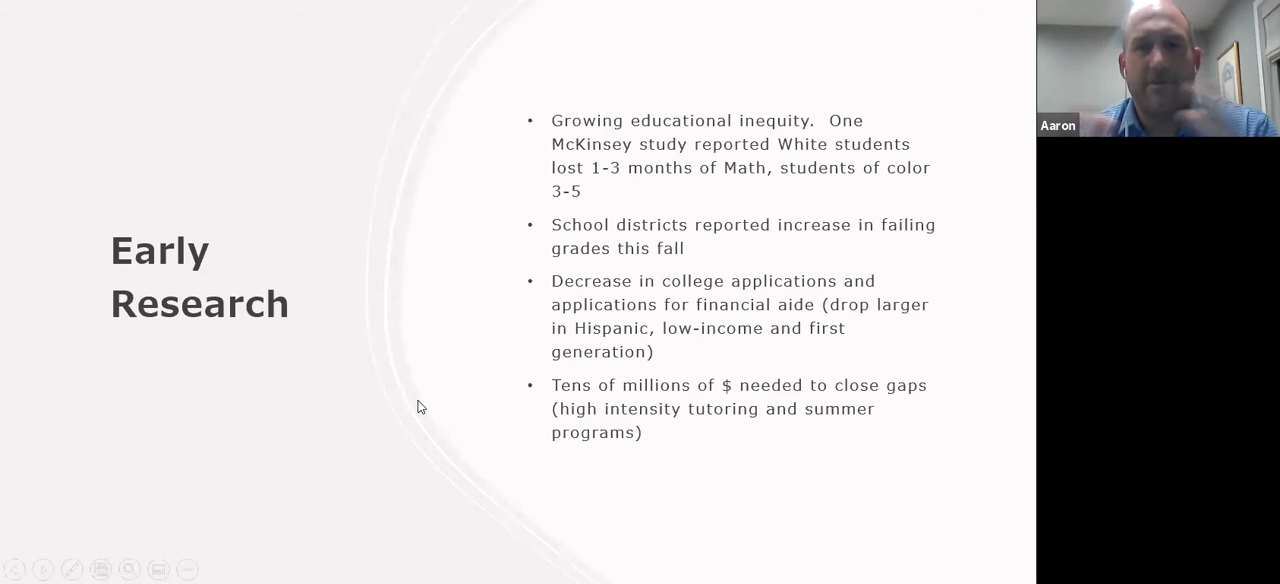 Early
Research
• Growing educational inequity.  One
McKinsey study reported White students
lost 1-3 months of Math, students of color
3-5
• School districts reported increase in failing
grades this fall
• Decrease in college applications and
applications for financial aide (drop larger
in Hispanic, low-income and first
generation)
• Tens of millions of $ needed to close gaps
(high intensity tutoring and summer
programs)
Aaron